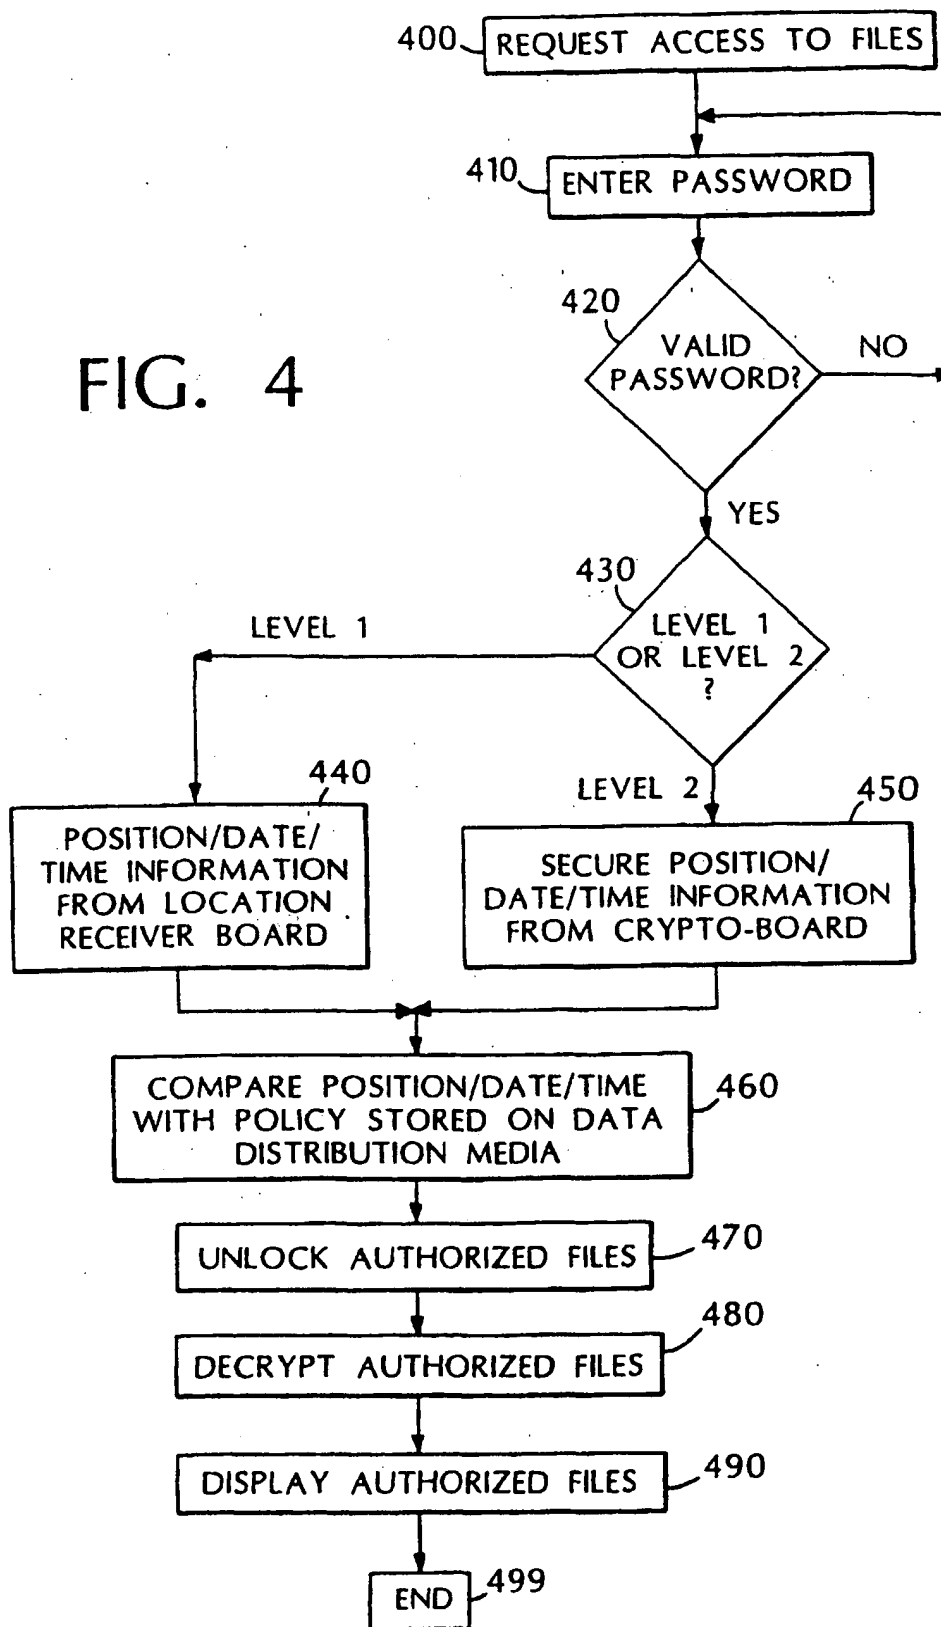 400 REQUEST ACCESS TO FILES
410 ENTER PASSWORD
420
VALID
PASSWORD?
NO
FIG. 4
YES
430
LEVEL 1
LEVEL 1
OR LEVEL 2
?
440
LEVEL 2
450
POSITION/DATE/
TIME INFORMATION
FROM LOCATION
RECEIVER BOARD
SECURE POSITION/
DATE/TIME INFORMATION
FROM CRYPTO-BOARD
COMPARE POSITION/DATE/TIME
WITH POLICY STORED ON DATA
DISTRIBUTION MEDIA
460
UNLOCK AUTHORIZED FILES
470
DECRYPT AUTHORIZED FILES
480
DISPLAY AUTHORIZED FILES
490
END
499